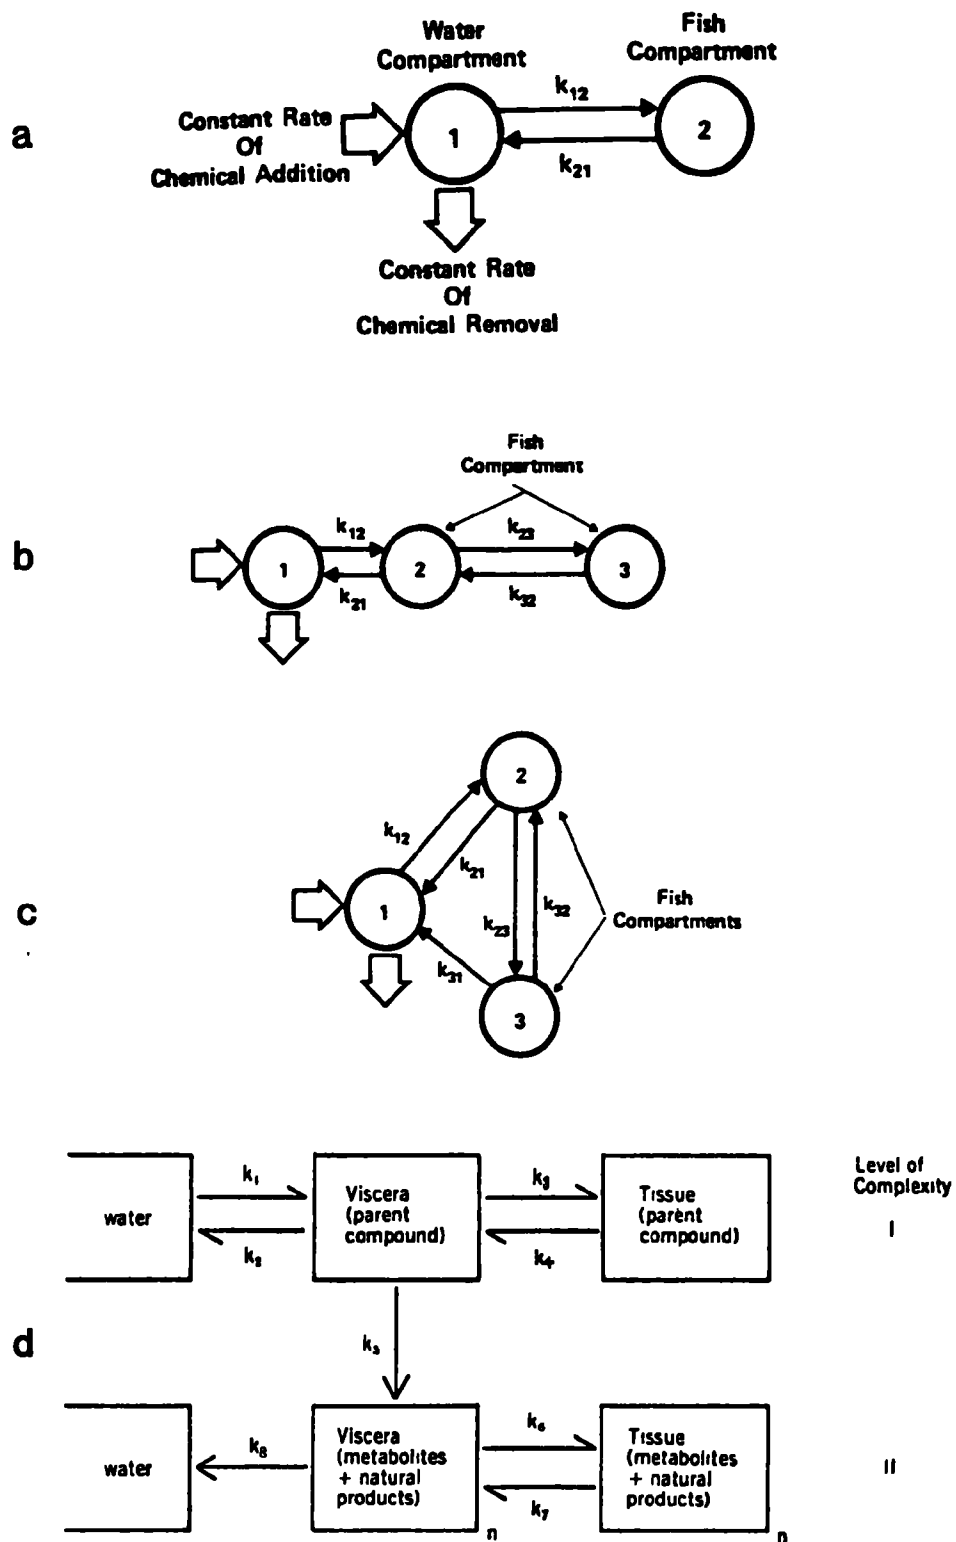 a
Water
Compartment
Fish
Compartment
Constant Rate
Of
Chemical Addition
1
k12
k21
2
Constant Rate
Of
Chemical Removal
b
Fish
Compartment
1
k12
k21
2
k23
k32
3
c
2
k12
k21
1
k23
k32
k31
3
Fish
Compartments
d
water
k1
k2
Viscera
(parent
compound)
k3
k4
Tissue
(parent
compound)
Level of
Complexity
I
k5
water
k8
Viscera
(metabolites
+ natural
products)
n
k6
k7
Tissue
(metabolites
+ natural
products)
n
II